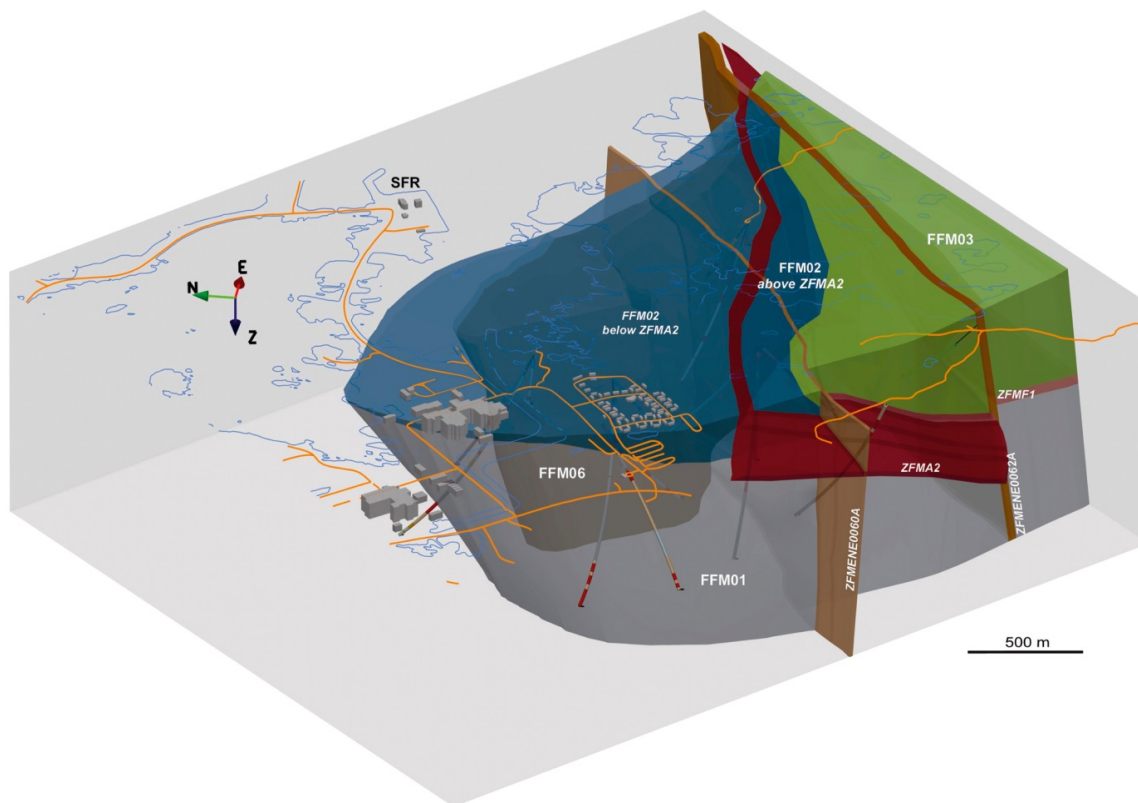 SFR
E
N
Z
FFM03
FFM02
above ZFMA2
FFM02
below ZFMA2
ZFMF1
FFM06
ZFMA2
ZFMENE0062A
ZFMENE0060A
FFM01
500 m